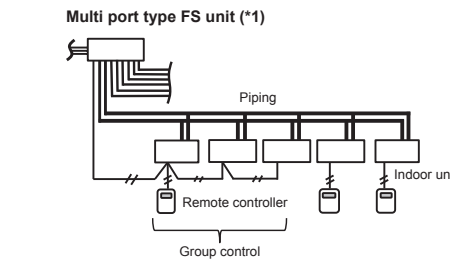 Multi port type FS unit (*1)
Piping
Indoor un
Remote controller
Group control